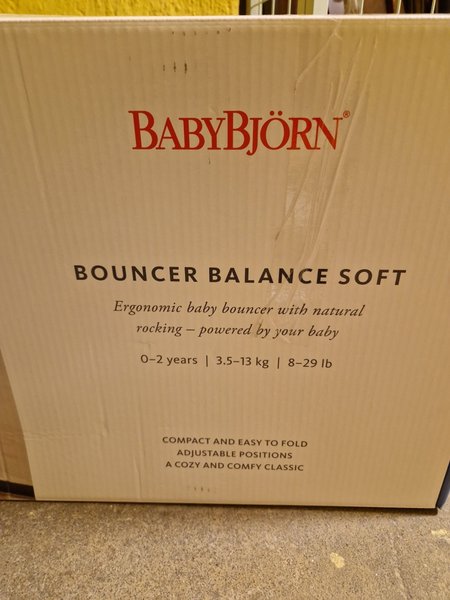 BABYBJÖRN®
BOUNCER BALANCE SOFT
Ergonomic baby bouncer with natural
rocking – powered by your baby
0–2 years | 3.5–13 kg | 8–29 lb
COMPACT AND EASY TO FOLD
ADJUSTABLE POSITIONS
A COZY AND COMFY CLASSIC